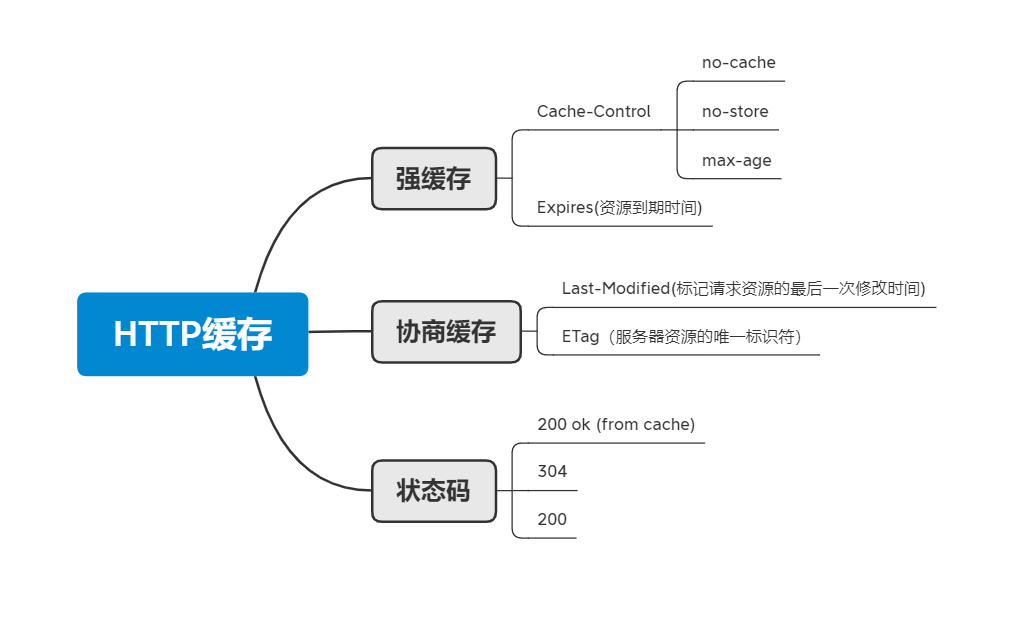 HTTP缓存
强缓存
Cache-Control
no-cache
no-store
max-age
Expires(资源到期时间)
协商缓存
Last-Modified(标记请求资源的最后一次修改时间)
ETag（服务器资源的唯一标识符）
状态码
200 ok (from cache)
304
200